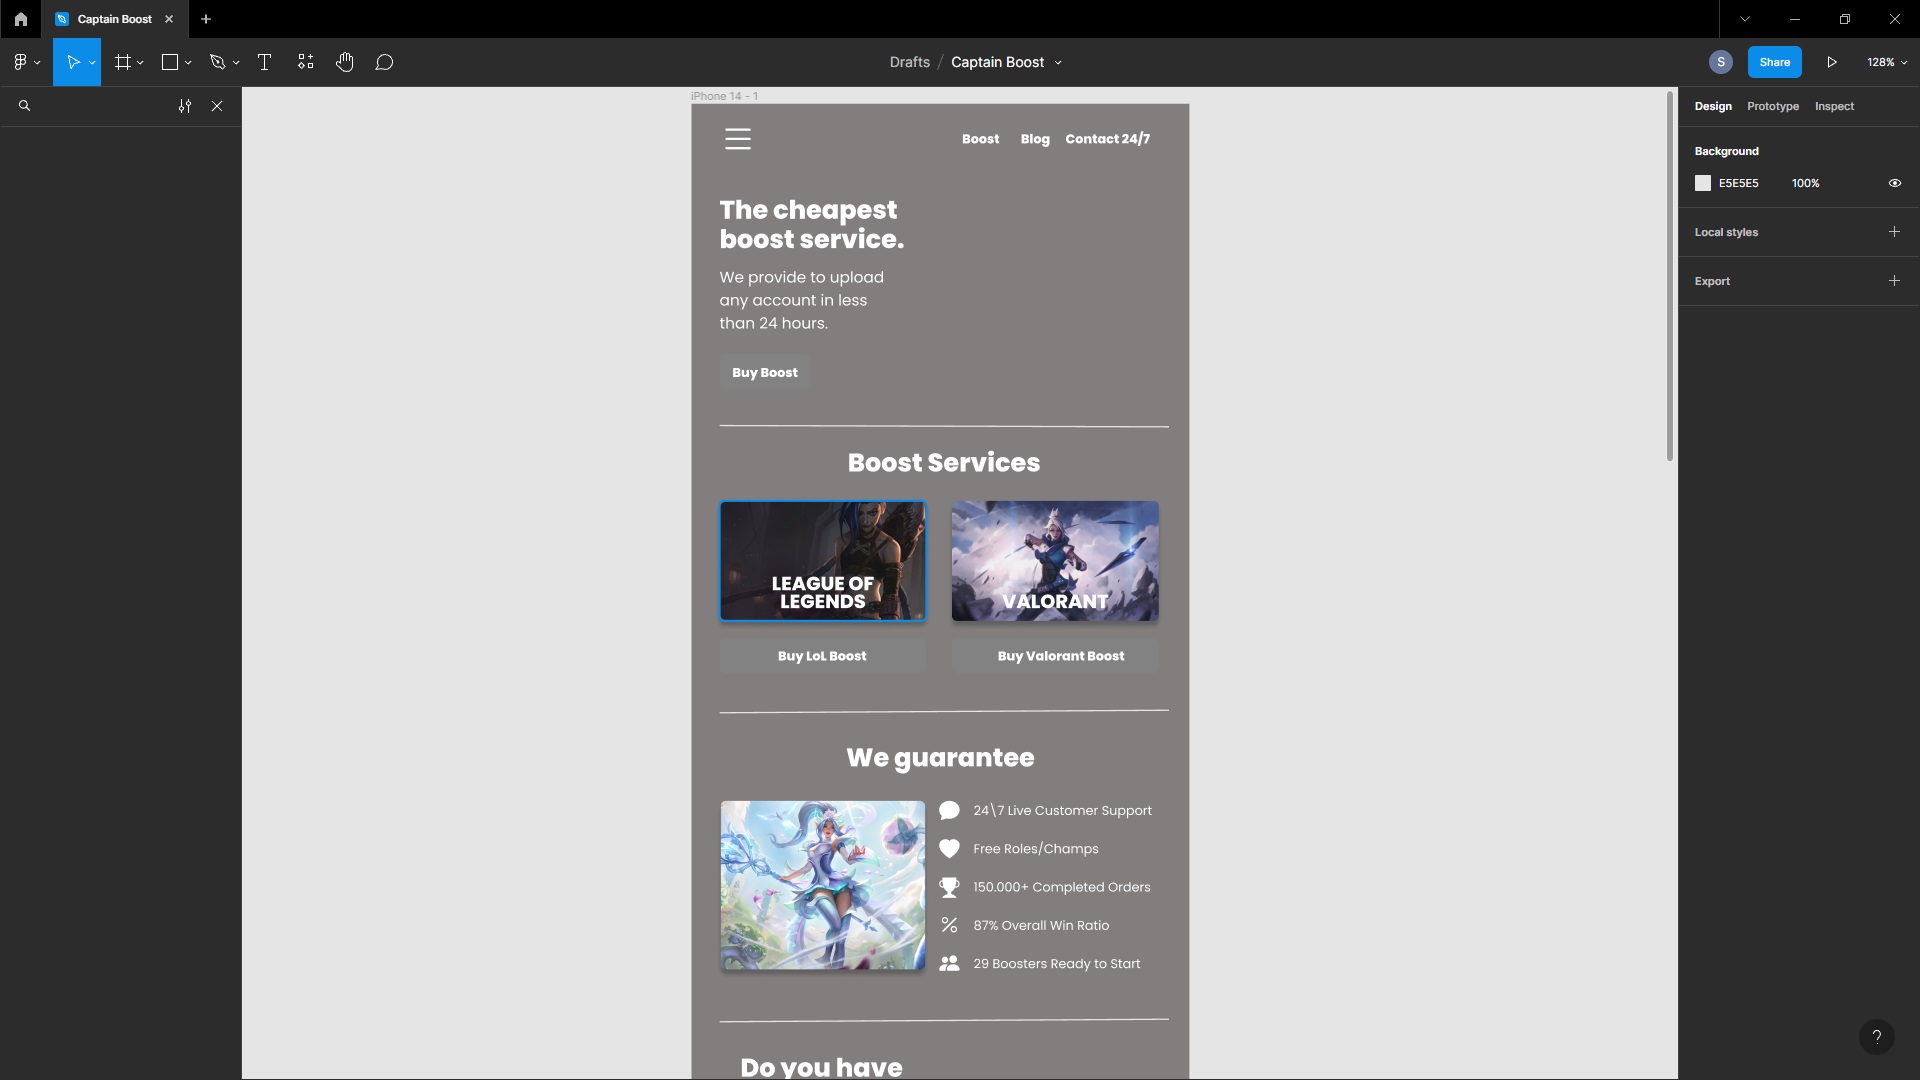 Captain Boost
Drafts / Captain Boost
S
Share
128%
Design Prototype Inspect
Background
E5E5E5 100%
Local styles
Export
iPhone 14 - 1
Boost Blog Contact 24/7
The cheapest
boost service.
We provide to upload
any account in less
than 24 hours.
Buy Boost
Boost Services
LEAGUE OF
LEGENDS
VALORANT
Buy LoL Boost
Buy Valorant Boost
We guarantee
24\7 Live Customer Support
Free Roles/Champs
150.000+ Completed Orders
87% Overall Win Ratio
29 Boosters Ready to Start
Do you have
?